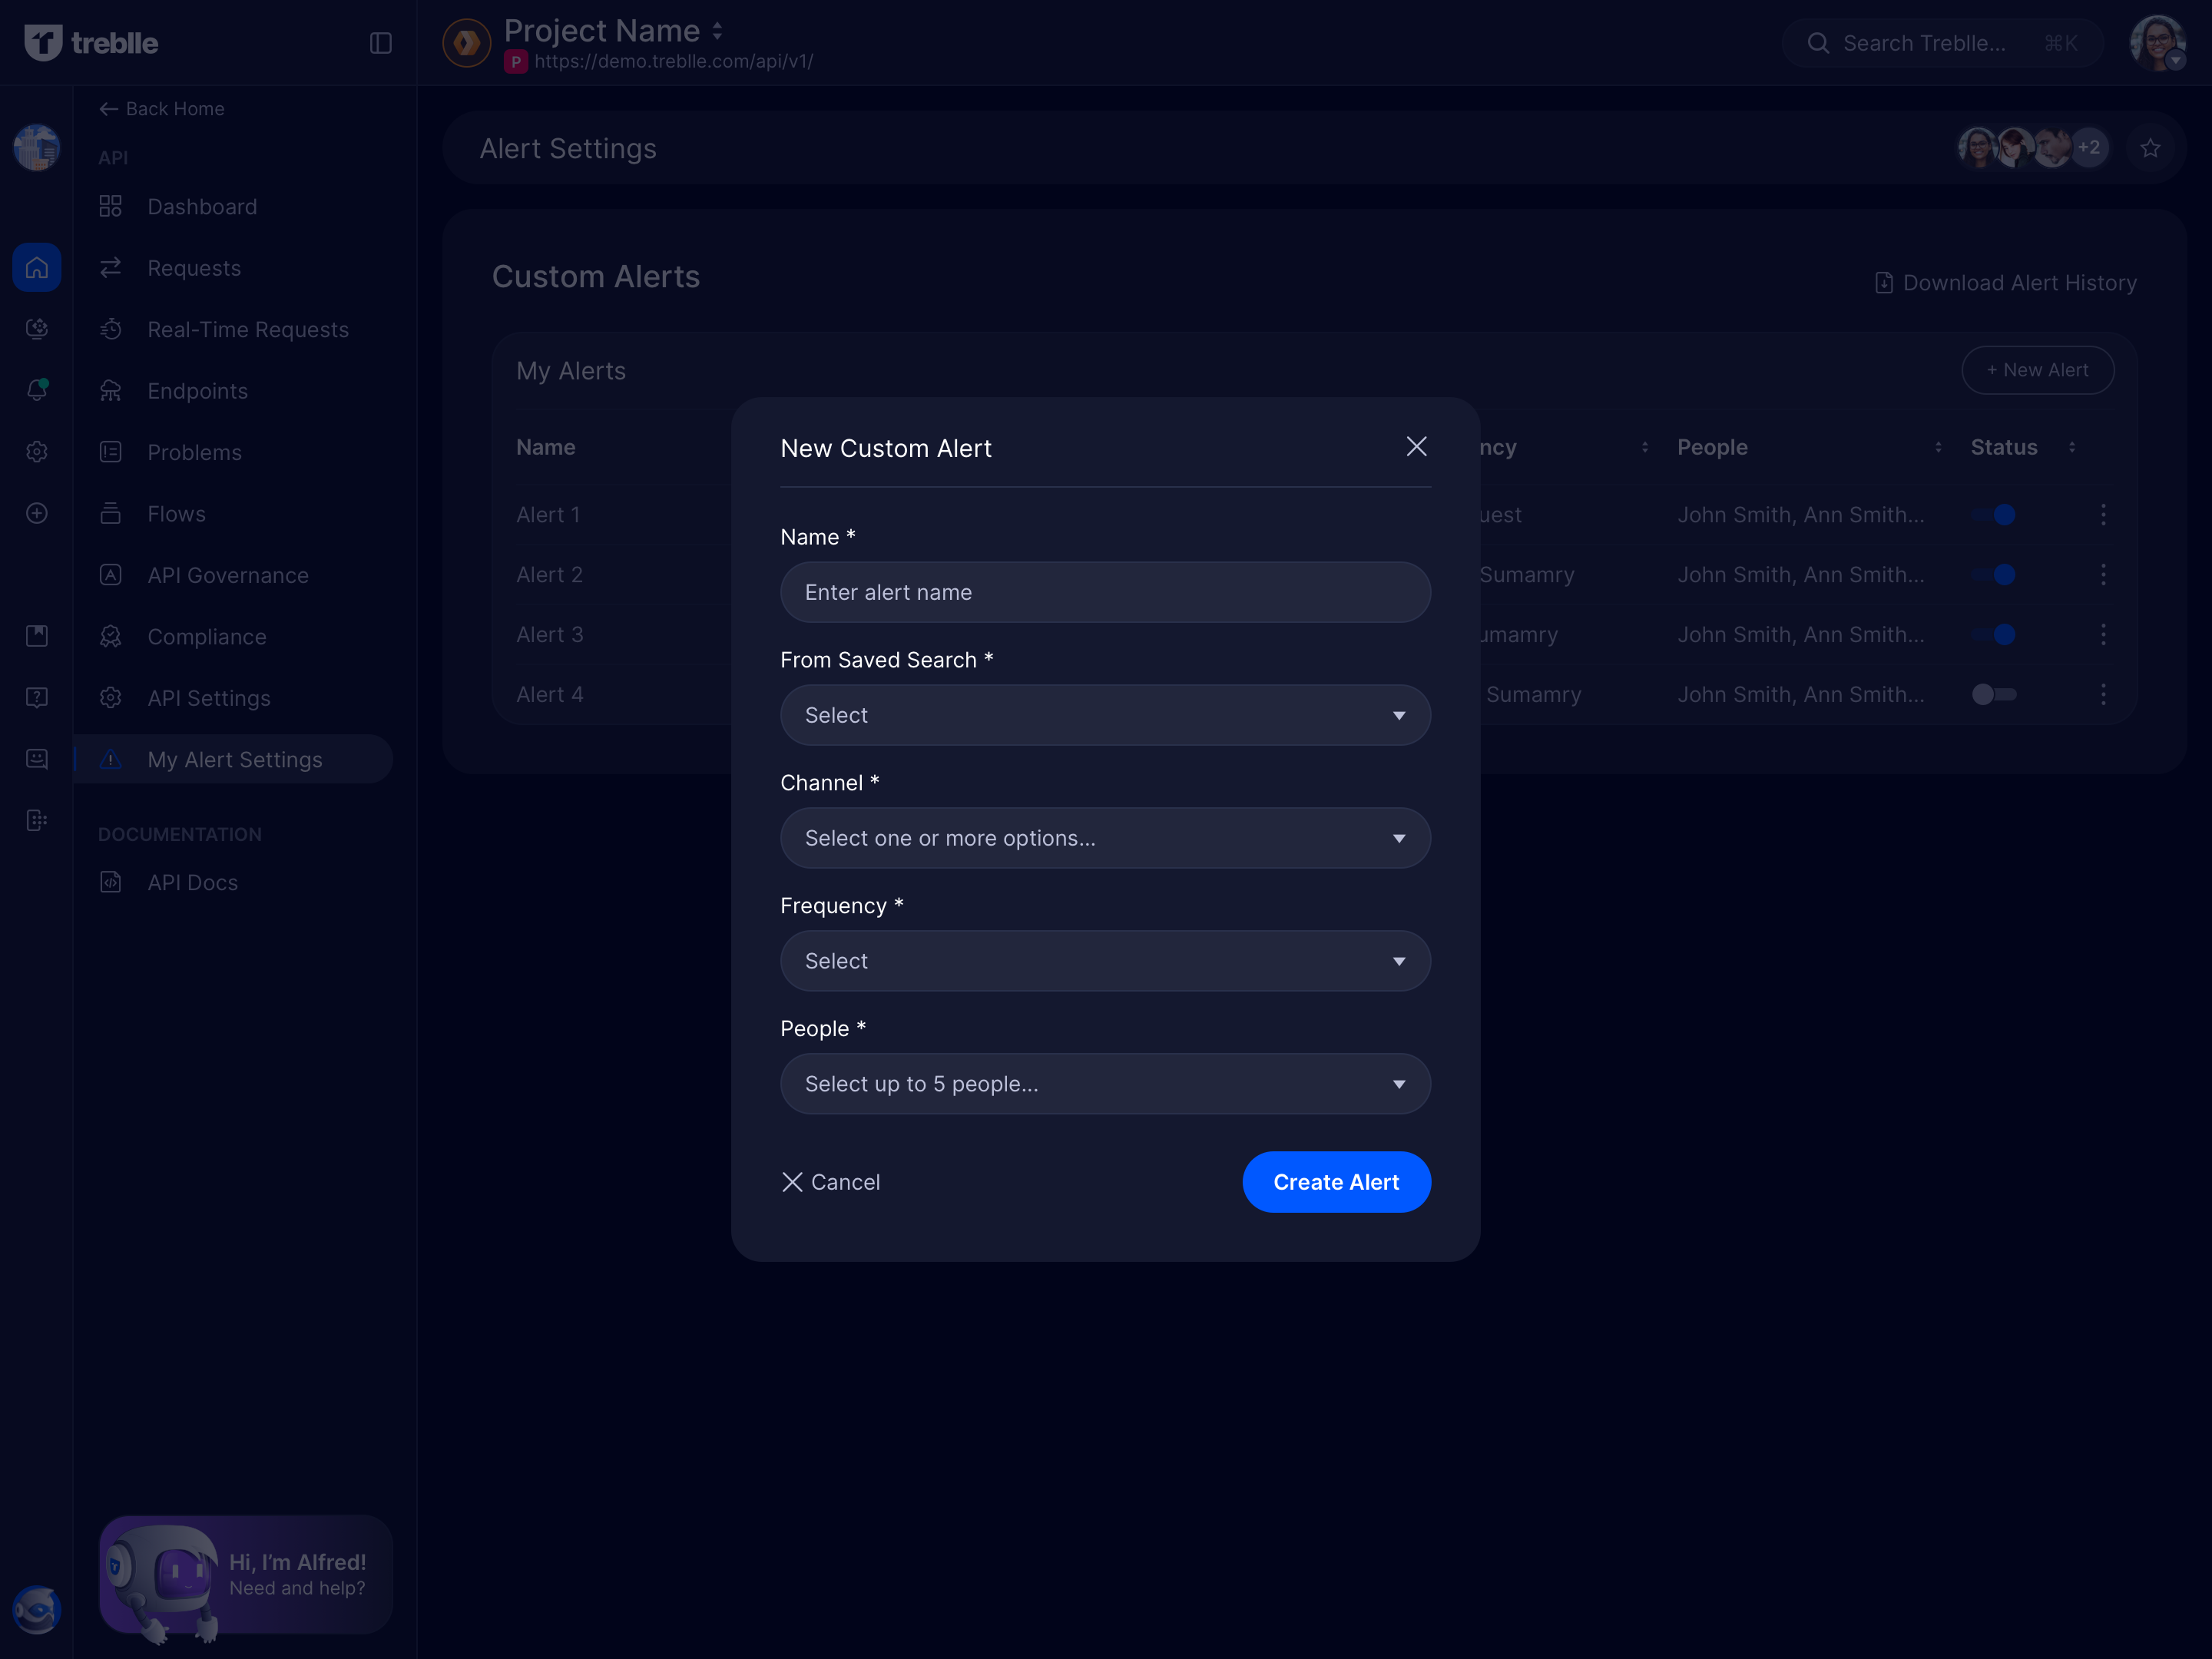 treblle
Project Name
P https://demo.treblle.com/api/v1/
Search Treblle... ⌘K
Back Home
API
Dashboard
Requests
Real-Time Requests
Endpoints
Problems
Flows
API Governance
Compliance
API Settings
My Alert Settings
DOCUMENTATION
API Docs
Hi, I'm Alfred!
Need and help?
Alert Settings
+2
Custom Alerts
Download Alert History
My Alerts
+ New Alert
Name ncy People Status
Alert 1 uest John Smith, Ann Smith...
Alert 2 Sumamry John Smith, Ann Smith...
Alert 3 umamry John Smith, Ann Smith...
Alert 4 Sumamry John Smith, Ann Smith...
New Custom Alert
Name *
Enter alert name
From Saved Search *
Select
Channel *
Select one or more options...
Frequency *
Select
People *
Select up to 5 people...
Cancel
Create Alert